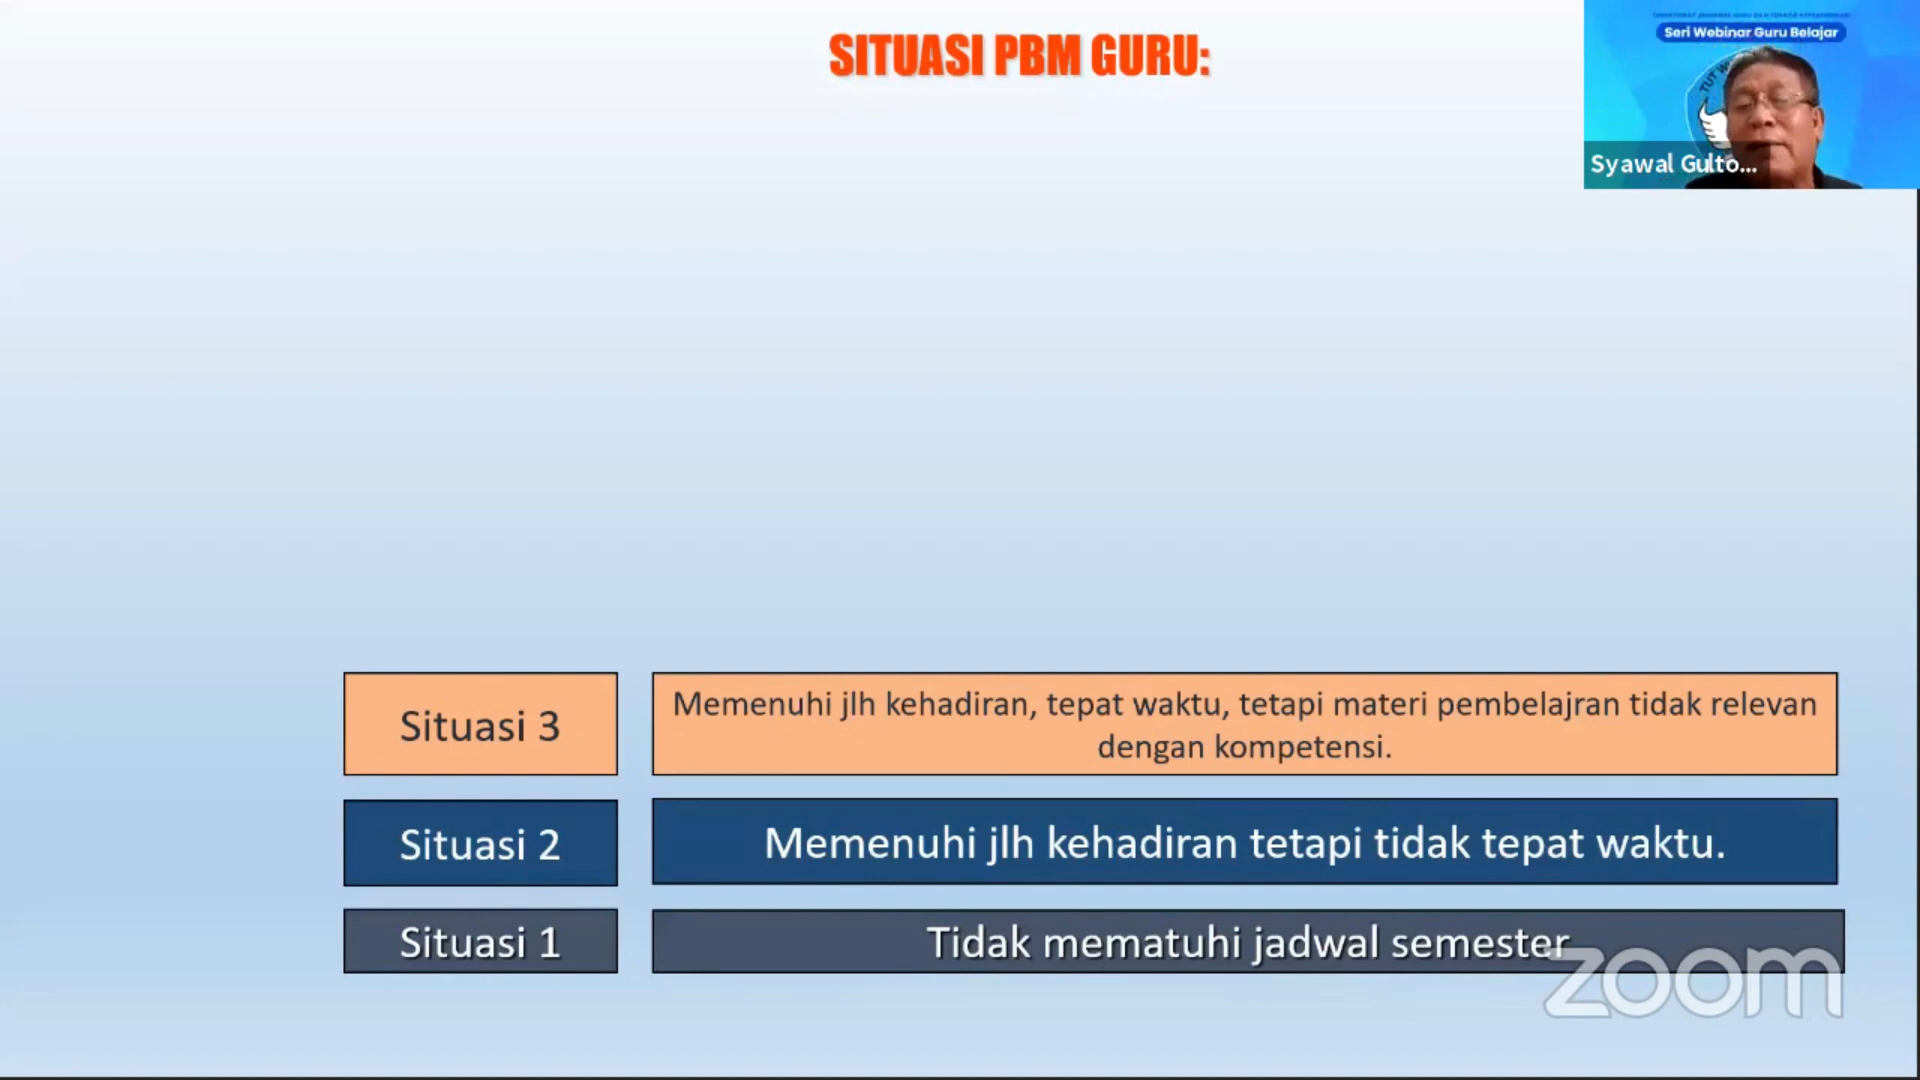 SITUASI PBM GURU:
Seri Webinar Guru Belajar
TUT W
Syawal Gulto...
Situasi 3
Memenuhi jlh kehadiran, tepat waktu, tetapi materi pembelajran tidak relevan
dengan kompetensi.
Situasi 2
Memenuhi jlh kehadiran tetapi tidak tepat waktu.
Situasi 1
Tidak mematuhi jadwal semester
zoom